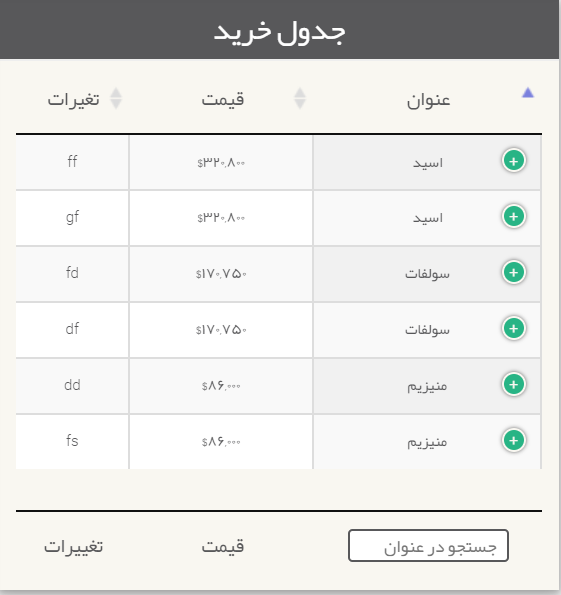 جدول خرید
عنوان قیمت تغیرات
اسید $۳۲۰,۸۰۰ ff
اسید $۳۲۰,۸۰۰ gf
سولفات $۱۷۰,۷۵۰ fd
سولفات $۱۷۰,۷۵۰ df
منیزیم $۸۶,۰۰۰ dd
منیزیم $۸۶,۰۰۰ fs
جستجو در عنوان قیمت تغییرات